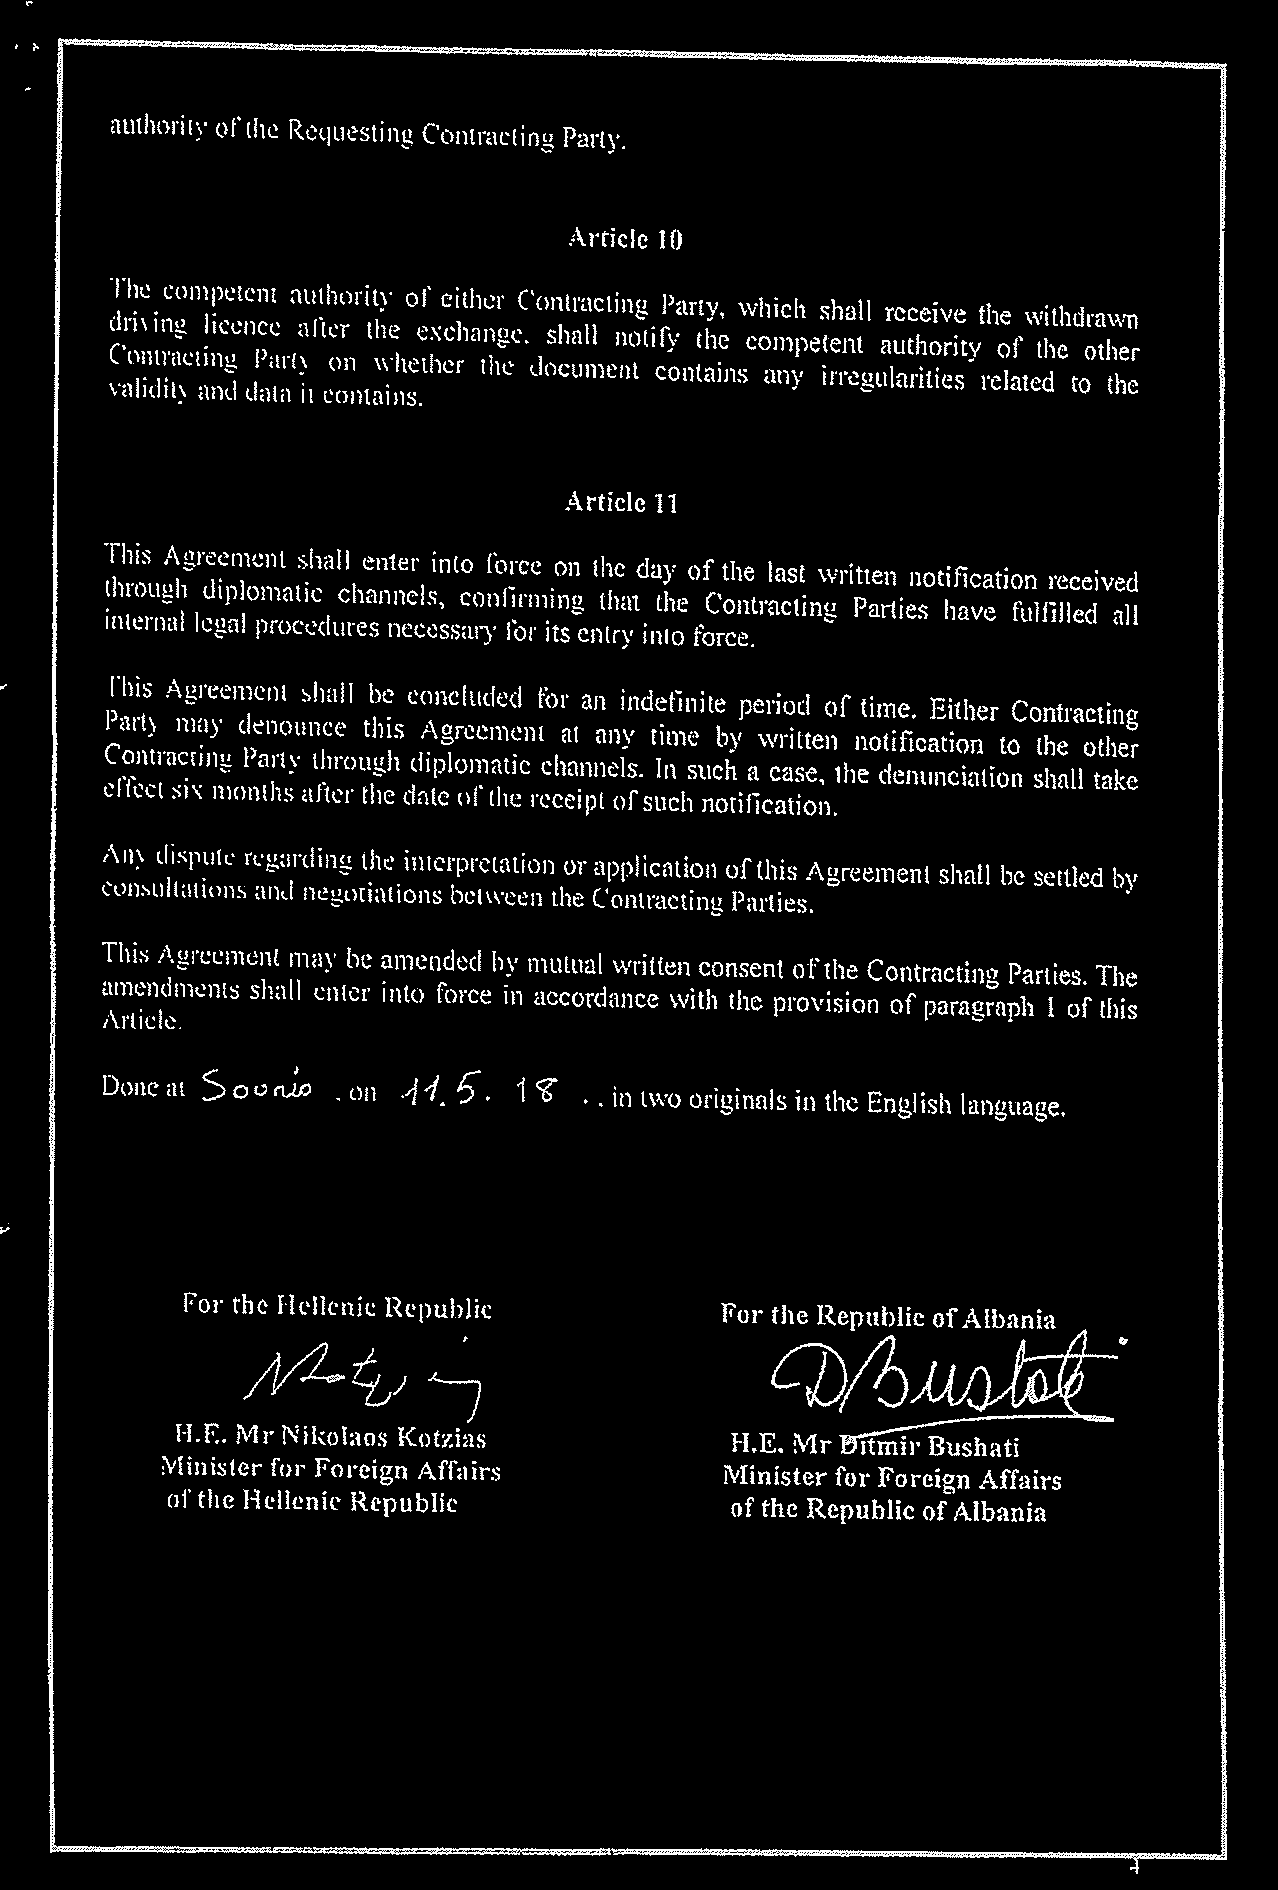 authority of the Requesting Contracting Party.
Article 10
The competent authority of either Contracting Party, which shall receive the withdrawn
driving licence after the exchange, shall notify the competent authority of the other
Contracting Party on whether the document contains any irregularities related to the
validity and data it contains.
Article 11
This Agreement shall enter into force on the day of the last written notification received
through diplomatic channels, confirming that the Contracting Parties have fulfilled all
internal legal procedures necessary for its entry into force.
This Agreement shall be concluded for an indefinite period of time. Either Contracting
Party may denounce this Agreement at any time by written notification to the other
Contracting Party through diplomatic channels. In such a case, the denunciation shall take
effect six months after the date of the receipt of such notification.
Any dispute regarding the interpretation or application of this Agreement shall be settled by
consultations and negotiations between the Contracting Parties.
This Agreement may be amended by mutual written consent of the Contracting Parties. The
amendments shall enter into force in accordance with the provision of paragraph 1 of this
Article.
Done at Sounio , on 11.5.18 .. in two originals in the English language.
For the Hellenic Republic For the Republic of Albania
DBushati
H.E. Mr Nikolaos Kotzias H.E. Mr Ditmir Bushati
Minister for Foreign Affairs Minister for Foreign Affairs
of the Hellenic Republic of the Republic of Albania